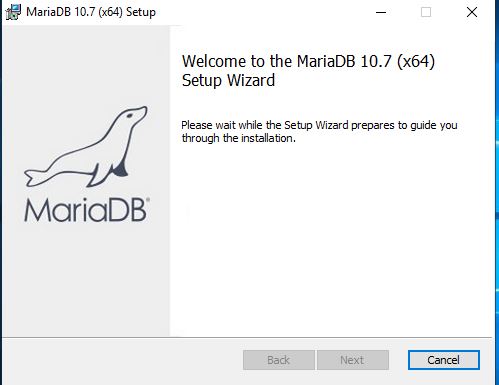 MariaDB 10.7 (x64) Setup
Welcome to the MariaDB 10.7 (x64)
Setup Wizard
Please wait while the Setup Wizard prepares to guide you
through the installation.
MariaDB®
Back
Next
Cancel